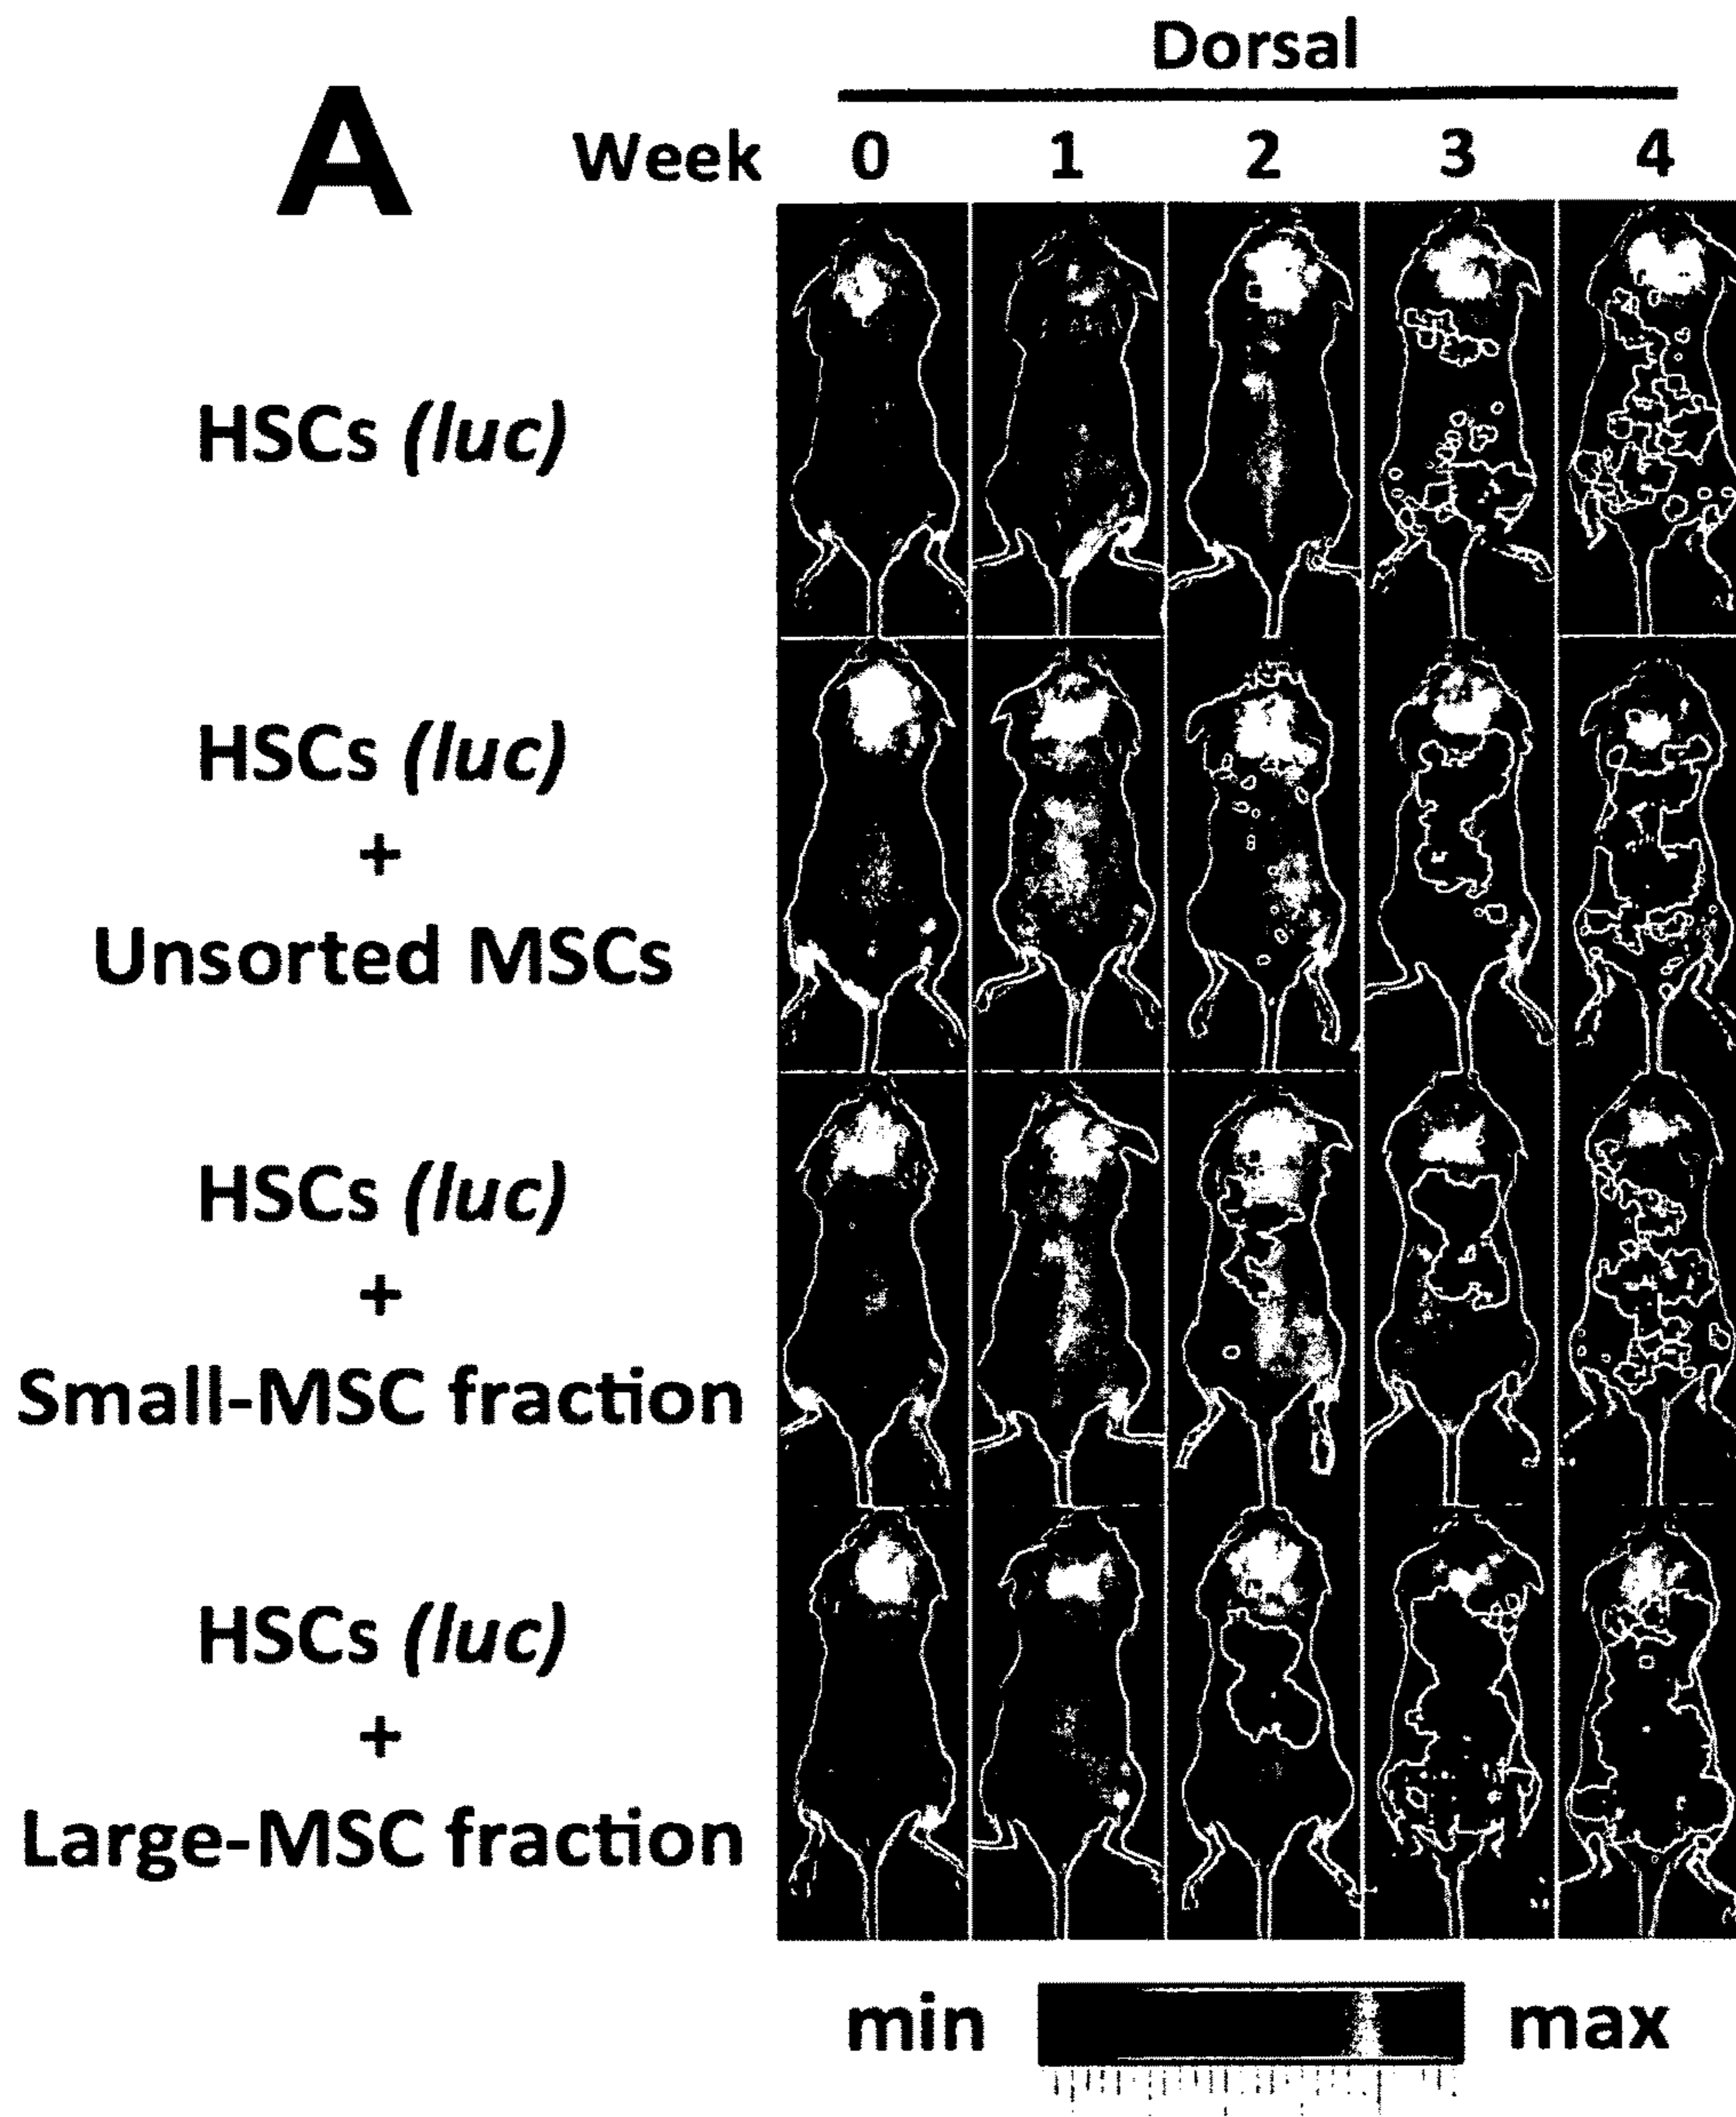 A
Dorsal
Week 0 1 2 3 4
HSCs (luc)
HSCs (luc)
+
Unsorted MSCs
HSCs (luc)
+
Small-MSC fraction
HSCs (luc)
+
Large-MSC fraction
min max